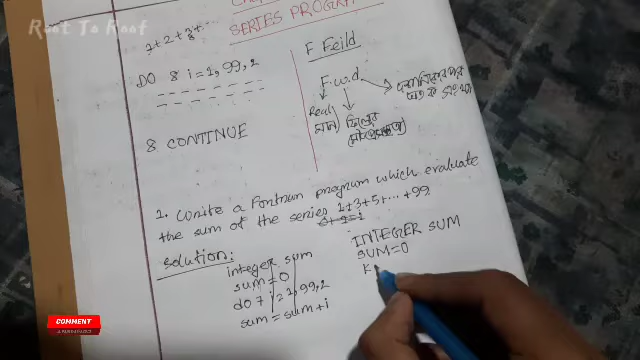 Root To Roof
SERIES PROGRA
1+2+3+...
DO 8 i=1,99,2
8 CONTINUE
F Feild
F w.d
Real
মান
1. Write a Fontran program which evaluate
the sum of the series 1+3+5+...+99
solution:
integer sum
sum=0
do 7 i=1,99,2
sum=sum+i
INTEGER SUM
SUM=0
K
COMMENT